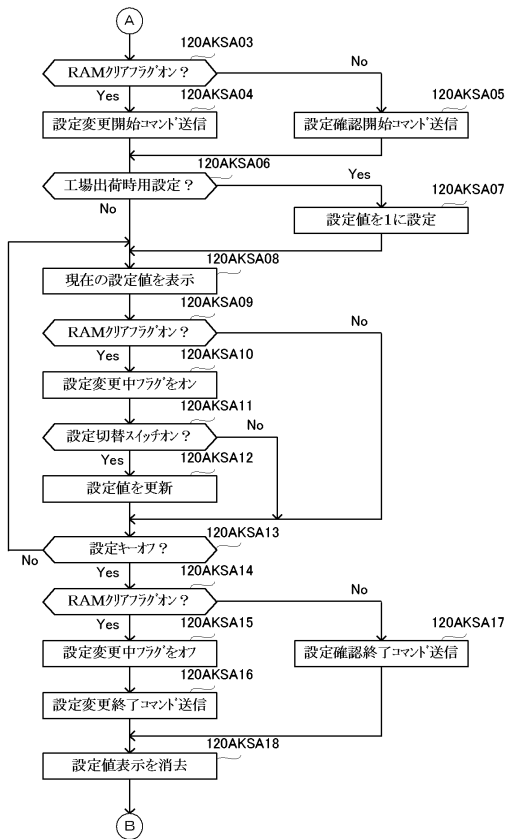 A
120AKSA03
RAMクリアフラグオン？
No
Yes
120AKSA04
120AKSA05
設定変更開始コマンド送信
設定確認開始コマンド送信
120AKSA06
工場出荷時用設定？
Yes
No
120AKSA07
設定値を1に設定
120AKSA08
現在の設定値を表示
120AKSA09
RAMクリアフラグオン？
No
Yes
120AKSA10
設定変更中フラグをオン
120AKSA11
設定切替スイッチオン？
No
Yes
120AKSA12
設定値を更新
120AKSA13
設定キーオフ？
No
Yes
120AKSA14
RAMクリアフラグオン？
No
Yes
120AKSA15
120AKSA17
設定変更中フラグをオフ
設定確認終了コマンド送信
120AKSA16
設定変更終了コマンド送信
120AKSA18
設定値表示を消去
B